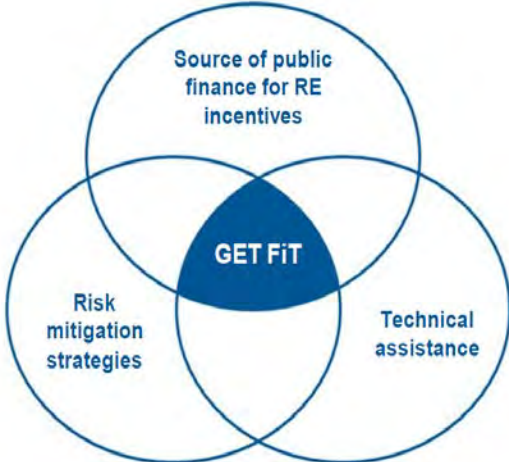 Source of public
finance for RE
incentives
GET FiT
Risk
mitigation
strategies
Technical
assistance